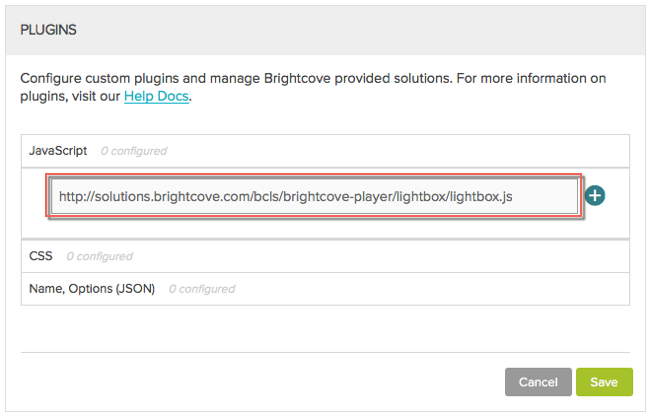 PLUGINS
Configure custom plugins and manage Brightcove provided solutions. For more information on
plugins, visit our Help Docs.
JavaScript 0 configured
http://solutions.brightcove.com/bcls/brightcove-player/lightbox/lightbox.js
CSS 0 configured
Name, Options (JSON) 0 configured
Cancel Save